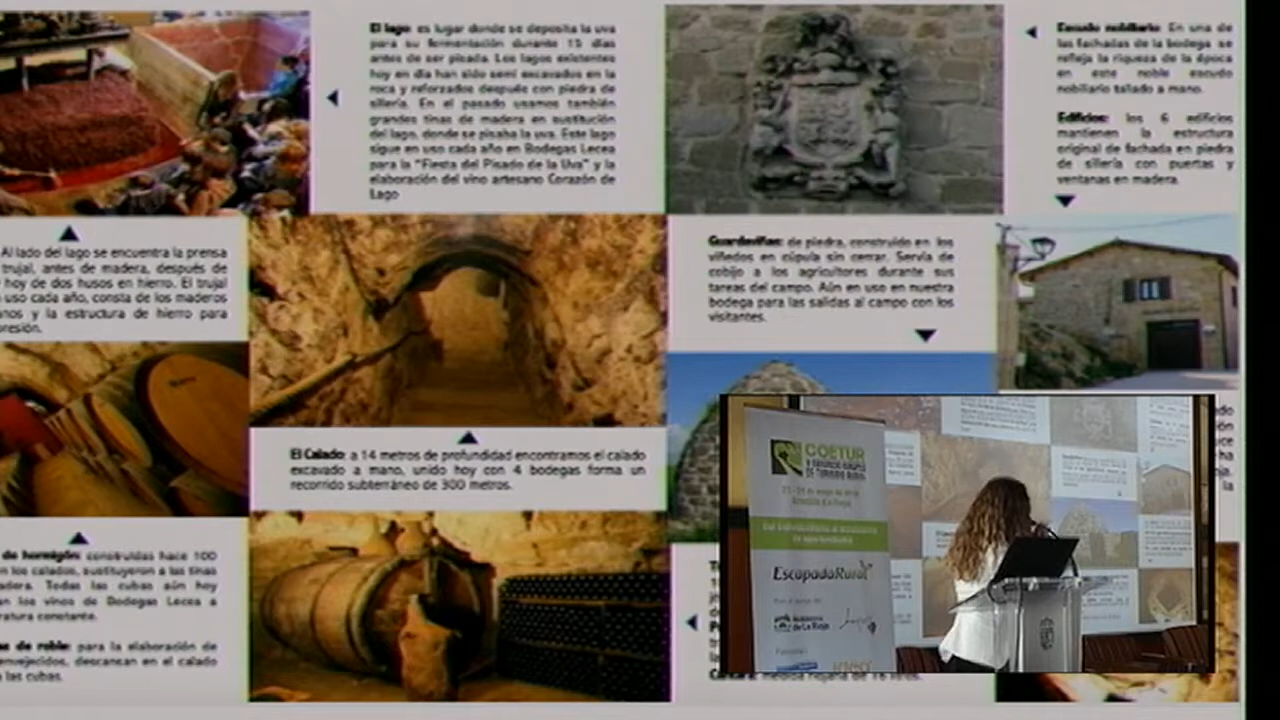 El lago: es lugar donde se deposita la uva
para su fermentación durante 15 días
antes de ser pisada. Los lagos existentes
hoy en día han sido semi excavados en la
roca y reforzados después con piedra de
sillería. En el pasado usamos también
grandes tinas de madera en sustitución
del lago, donde se pisaba la uva. Este lago
sigue en uso cada año en Bodegas Lecea
para la "Fiesta del Pisado de la Uva" y la
elaboración del vino artesano Corazón de
Lago
Escudo nobiliario: En una de
las fachadas de la bodega se
refleja la riqueza de la época
en este noble escudo
nobiliario tallado a mano.
Edificios: los 6 edificios
mantienen la estructura
original de fachada en piedra
de sillería con puertas y
ventanas en madera.
Al lado del lago se encuentra la prensa
trujal, antes de madera, después de
hoy de dos husos en hierro. El trujal
uso cada año, consta de los maderos
y la estructura de hierro para
Guardaviñas: de piedra, construido en los
viñedos en cúpula sin cerrar. Servía de
cobijo a los agricultores durante sus
tareas del campo. Aún en uso en nuestra
bodega para las salidas al campo con los
visitantes.
El Calado: a 14 metros de profundidad encontramos el calado
excavado a mano, unido hoy con 4 bodegas forma un
recorrido subterráneo de 300 metros.
de hormigón: construidas hace 100
en los calados, sustituyeron a las tinas
Todas las cubas aún hoy
los vinos de Bodegas Lecea a
constante.
de roble: para la elaboración de
envejecidos, descansan en el calado
las cubas.
COETUR
DE TURISMO RURAL
EscapadaRural
La Rioja
idea